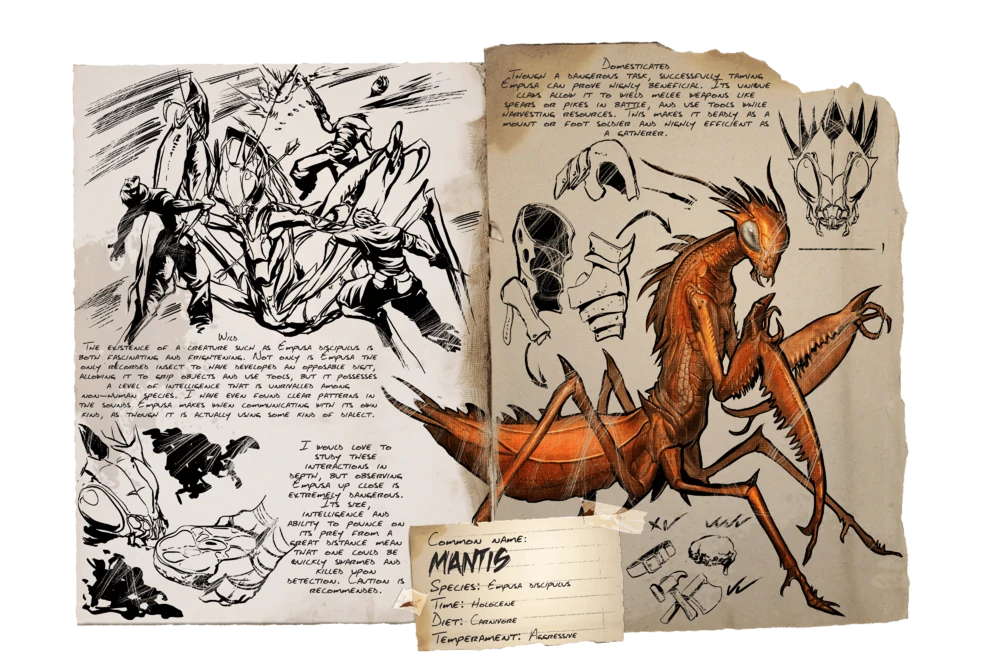 Wild
The existence of a creature such as Empusa discipulus is
both fascinating and frightening. Not only is Empusa the
only recorded insect to have developed an opposable digit,
allowing it to grip objects and use tools, but it possesses
a level of intelligence that is unrivalled among
non-human species. I have even found clear patterns in
the sounds Empusa makes when communicating with its own
kind, as though it is actually using some kind of dialect.
I would love to
study these
interactions in
depth, but observing
Empusa up close is
extremely dangerous.
Its size,
intelligence and
ability to pounce on
its prey from a
great distance mean
that one could be
quickly swarmed and
killed upon
detection. Caution is
recommended.
Domesticated
Though a dangerous task, successfully taming
Empusa can prove highly beneficial. Its unique
claws allow it to wield melee weapons like
spears or pikes in battle, and use tools while
harvesting resources. This makes it deadly as a
mount or foot soldier and highly efficient as
a gatherer.
Common name:
MANTIS
Species: Empusa discipulus
Time: Holocene
Diet: Carnivore
Temperament: Aggressive